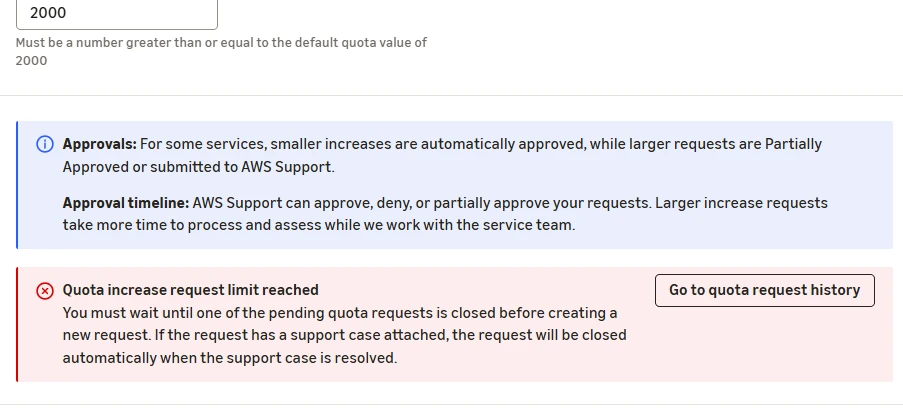 2000
Must be a number greater than or equal to the default quota value of
2000
Approvals: For some services, smaller increases are automatically approved, while larger requests are Partially
Approved or submitted to AWS Support.
Approval timeline: AWS Support can approve, deny, or partially approve your requests. Larger increase requests
take more time to process and assess while we work with the service team.
Quota increase request limit reached
Go to quota request history
You must wait until one of the pending quota requests is closed before creating a
new request. If the request has a support case attached, the request will be closed
automatically when the support case is resolved.